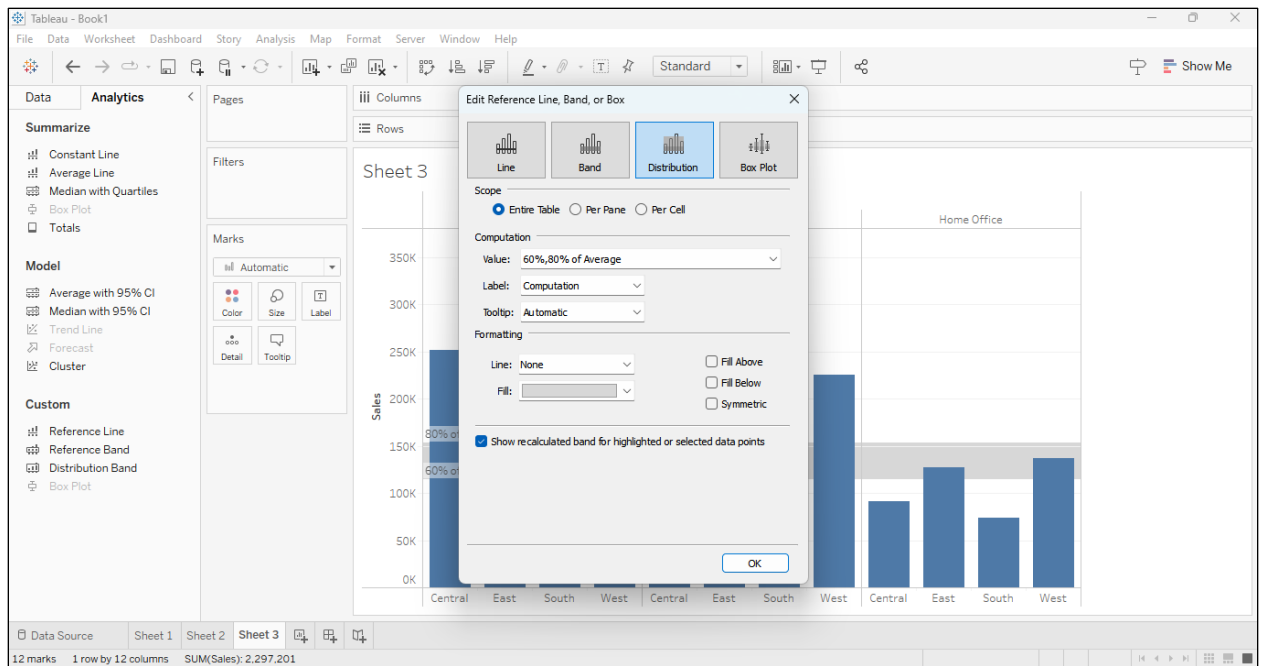 Tableau - Book1
File Data Worksheet Dashboard Story Analysis Map Format Server Window Help
Standard
Show Me
Data Analytics
Pages
Columns
Rows
Summarize
Constant Line
Average Line
Median with Quartiles
Box Plot
Totals
Model
Average with 95% CI
Median with 95% CI
Trend Line
Forecast
Cluster
Custom
Reference Line
Reference Band
Distribution Band
Box Plot
Filters
Marks
Automatic
Color Size Label
Detail Tooltip
Sheet 3
Edit Reference Line, Band, or Box
Line Band Distribution Box Plot
Scope
Entire Table Per Pane Per Cell
Computation
Value: 60%,80% of Average
Label: Computation
Tooltip: Automatic
Formatting
Line: None
Fill:
Fill Above
Fill Below
Symmetric
Show recalculated band for highlighted or selected data points
OK
Home Office
Sales
350K
300K
250K
200K
150K
100K
50K
0K
80% of
60% of
Central East South West Central East South West Central East South West
Data Source Sheet 1 Sheet 2 Sheet 3
12 marks 1 row by 12 columns SUM(Sales): 2,297,201